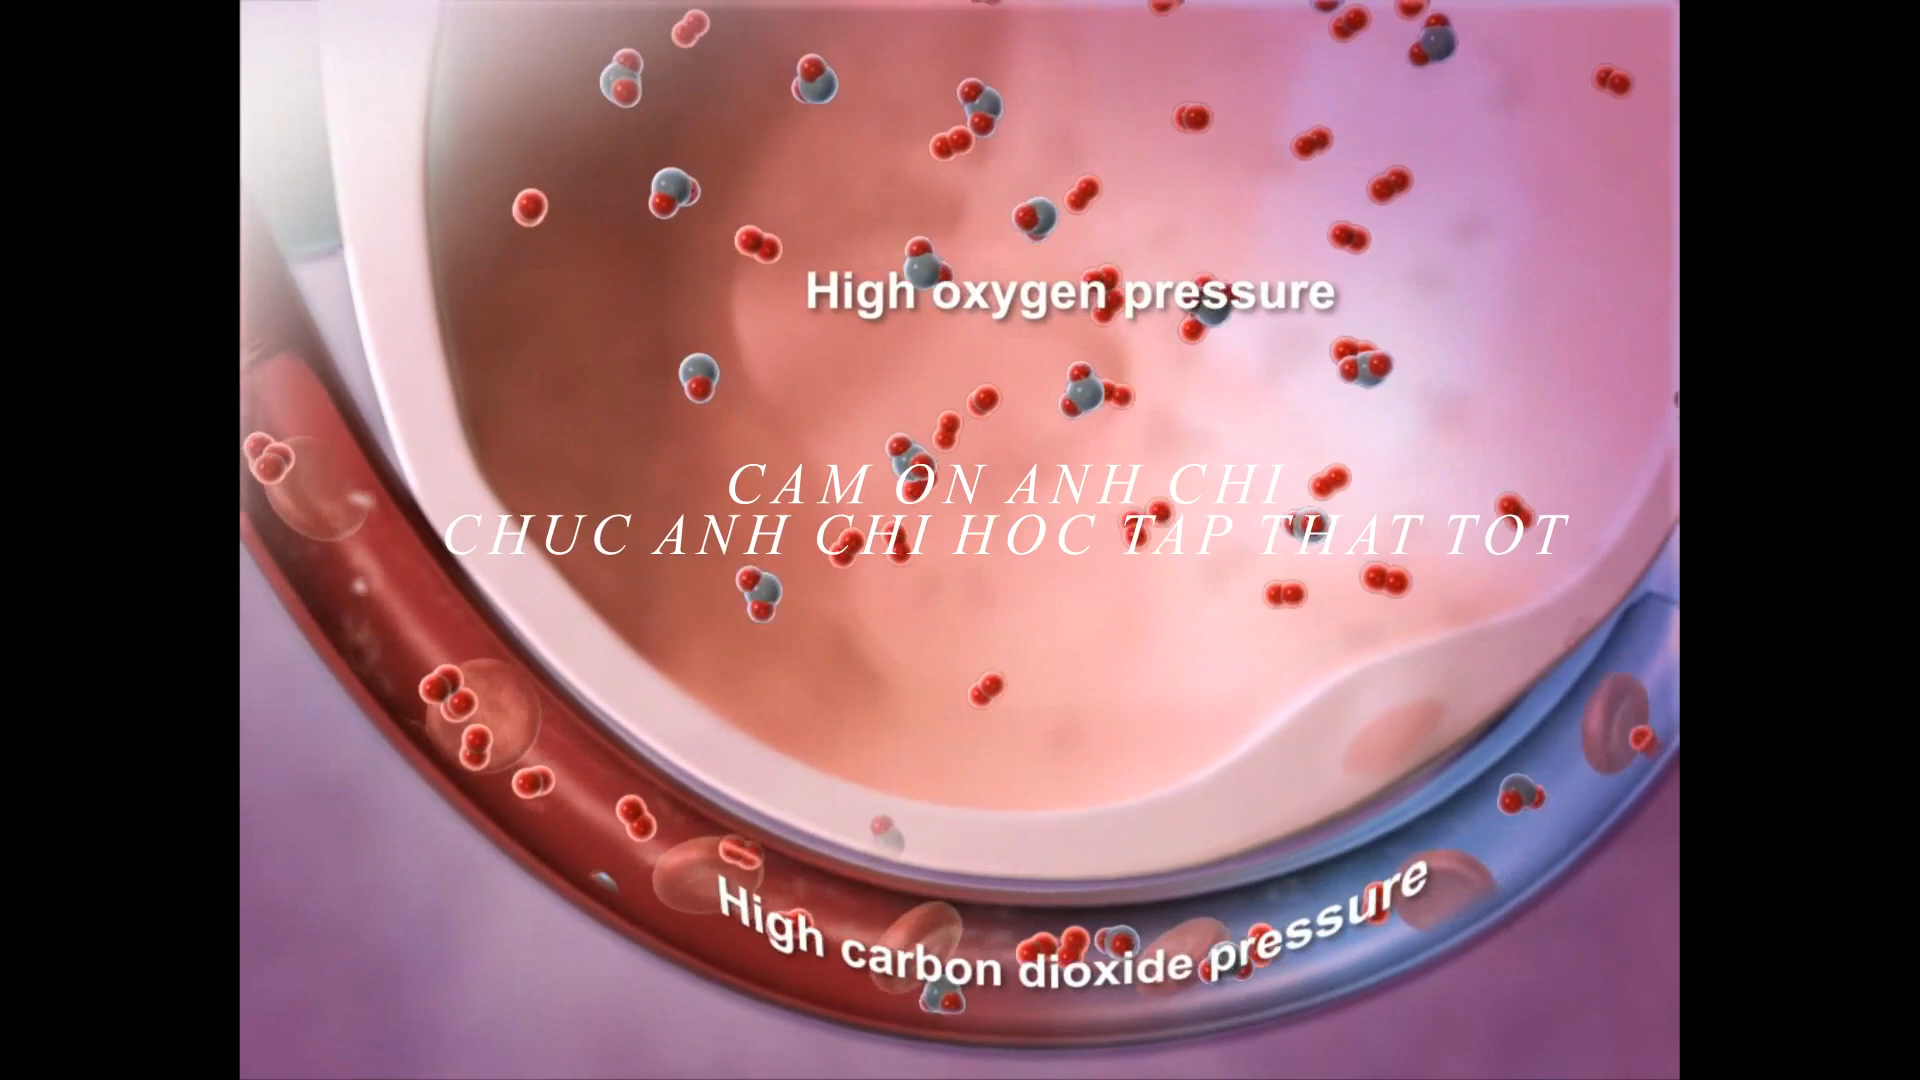 High oxygen pressure
CAM ON ANH CHI
CHUC ANH CHI HOC TAP THAT TOT
High carbon dioxide pressure